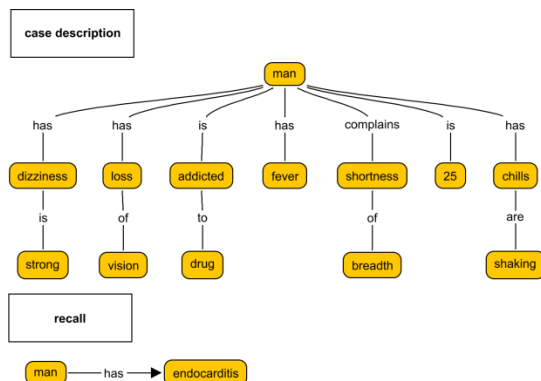 case description
man
has has is has complains is has
dizziness loss addicted fever shortness 25 chills
is of to of are
strong vision drug breadth shaking
recall
man has endocarditis